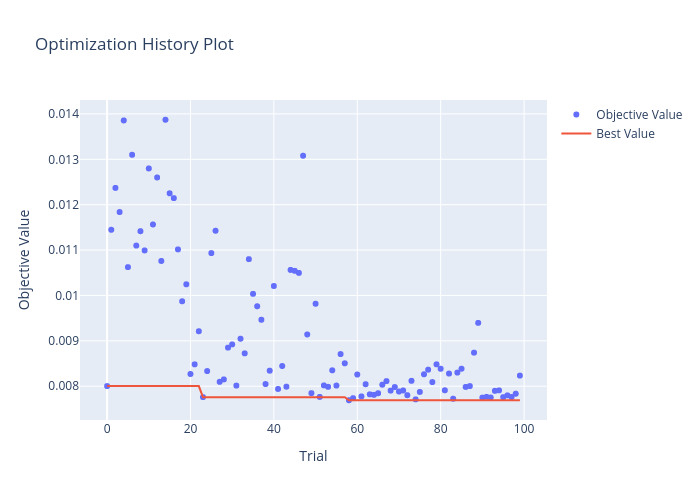 Optimization History Plot
0.014
0.013
0.012
0.011
0.01
0.009
0.008
Objective Value
0
20
40
60
80
100
Trial
Objective Value
Best Value